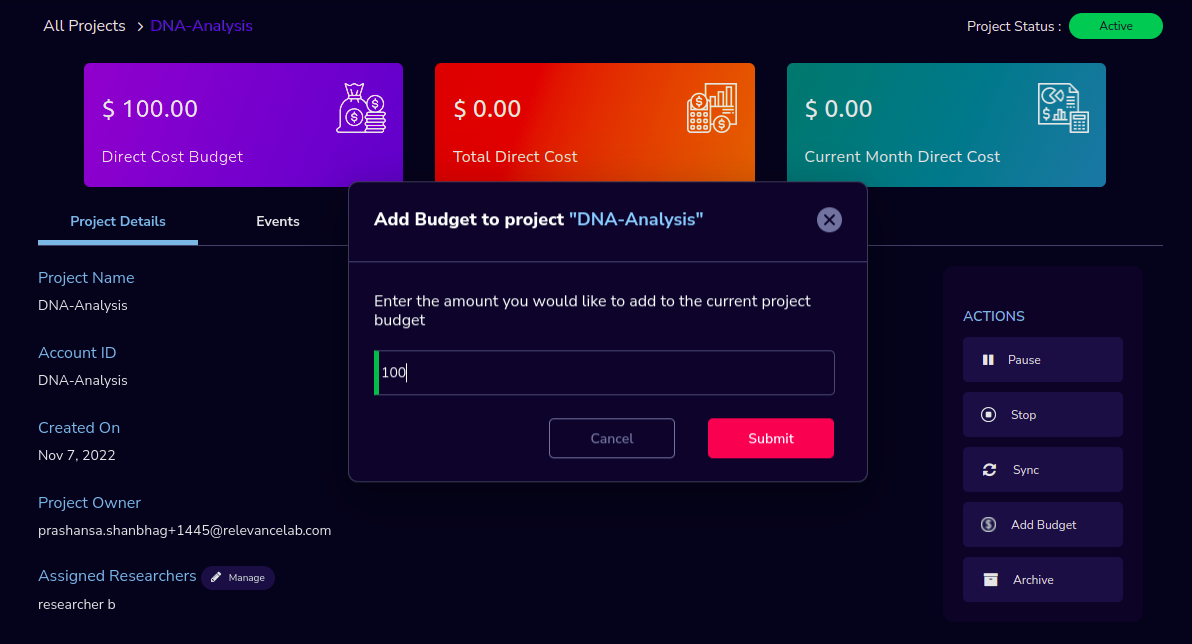 All Projects > DNA-Analysis
Project Status :
Active
$ 100.00
Direct Cost Budget
$ 0.00
Total Direct Cost
$ 0.00
Current Month Direct Cost
Project Details
Events
Add Budget to project "DNA-Analysis"
Enter the amount you would like to add to the current project
budget
100
Cancel
Submit
Project Name
DNA-Analysis
Account ID
DNA-Analysis
Created On
Nov 7, 2022
Project Owner
prashansa.shanbhag+1445@relevancelab.com
Assigned Researchers
Manage
researcher b
ACTIONS
Pause
Stop
Sync
Add Budget
Archive